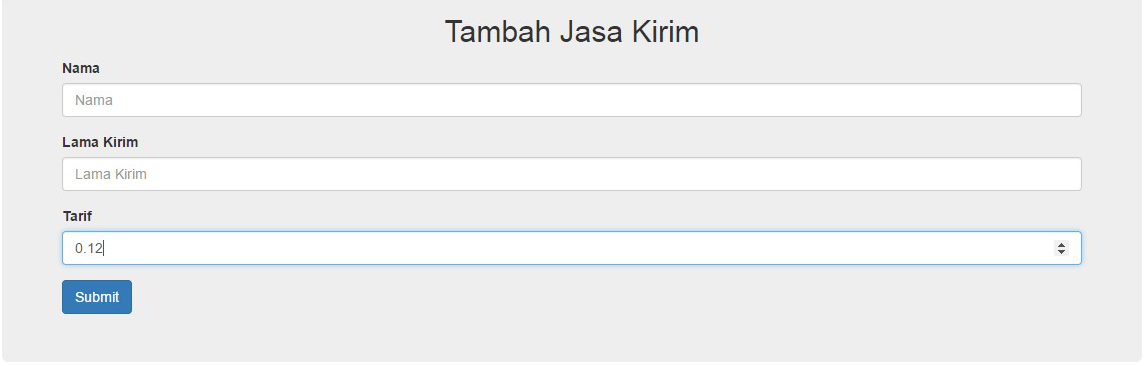 Tambah Jasa Kirim
Nama
Nama
Lama Kirim
Lama Kirim
Tarif
0.12
Submit